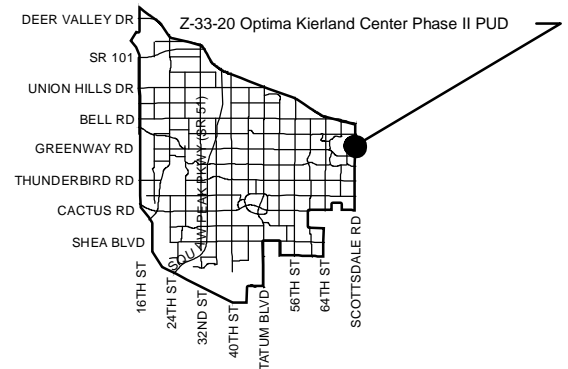 DEER VALLEY DR
Z-33-20 Optima Kierland Center Phase II PUD
SR 101
UNION HILLS DR
BELL RD
GREENWAY RD
THUNDERBIRD RD
CACTUS RD
SHEA BLVD
SQUAW PEAK PKWY (SR 51)
16TH ST
24TH ST
32ND ST
40TH ST
TATUM BLVD
56TH ST
64TH ST
SCOTTSDALE RD